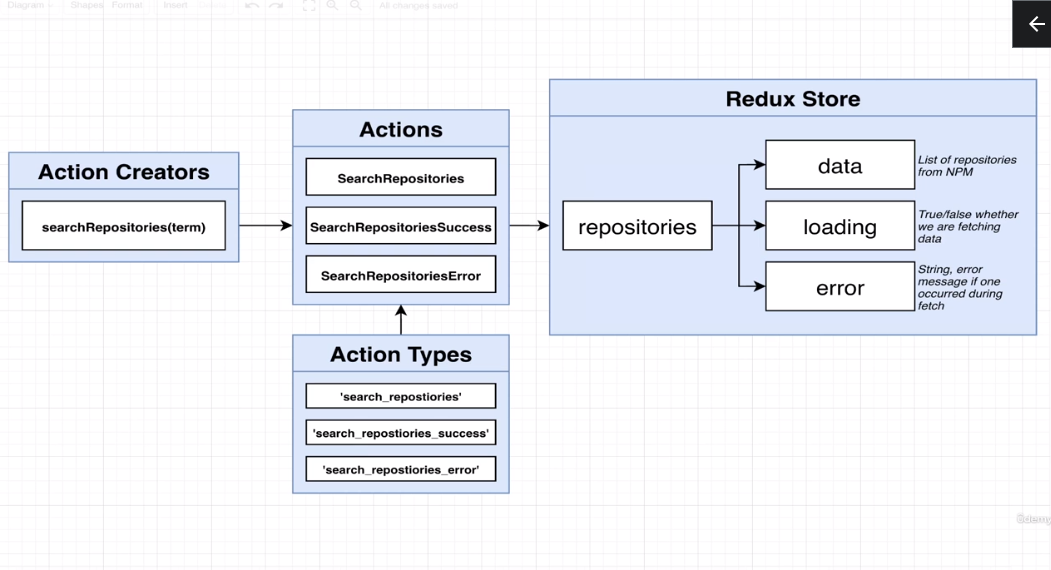 Diagram
Shapes
Format
Insert
All changes saved
Redux Store
Actions
Action Creators
data
List of repositories
from NPM
SearchRepositories
searchRepositories(term)
SearchRepositoriesSuccess
repositories
loading
True/false whether
we are fetching
data
SearchRepositoriesError
error
String, error
message if one
occurred during
fetch
Action Types
'search_repostiories'
'search_repostiories_success'
'search_repostiories_error'
ûdemy